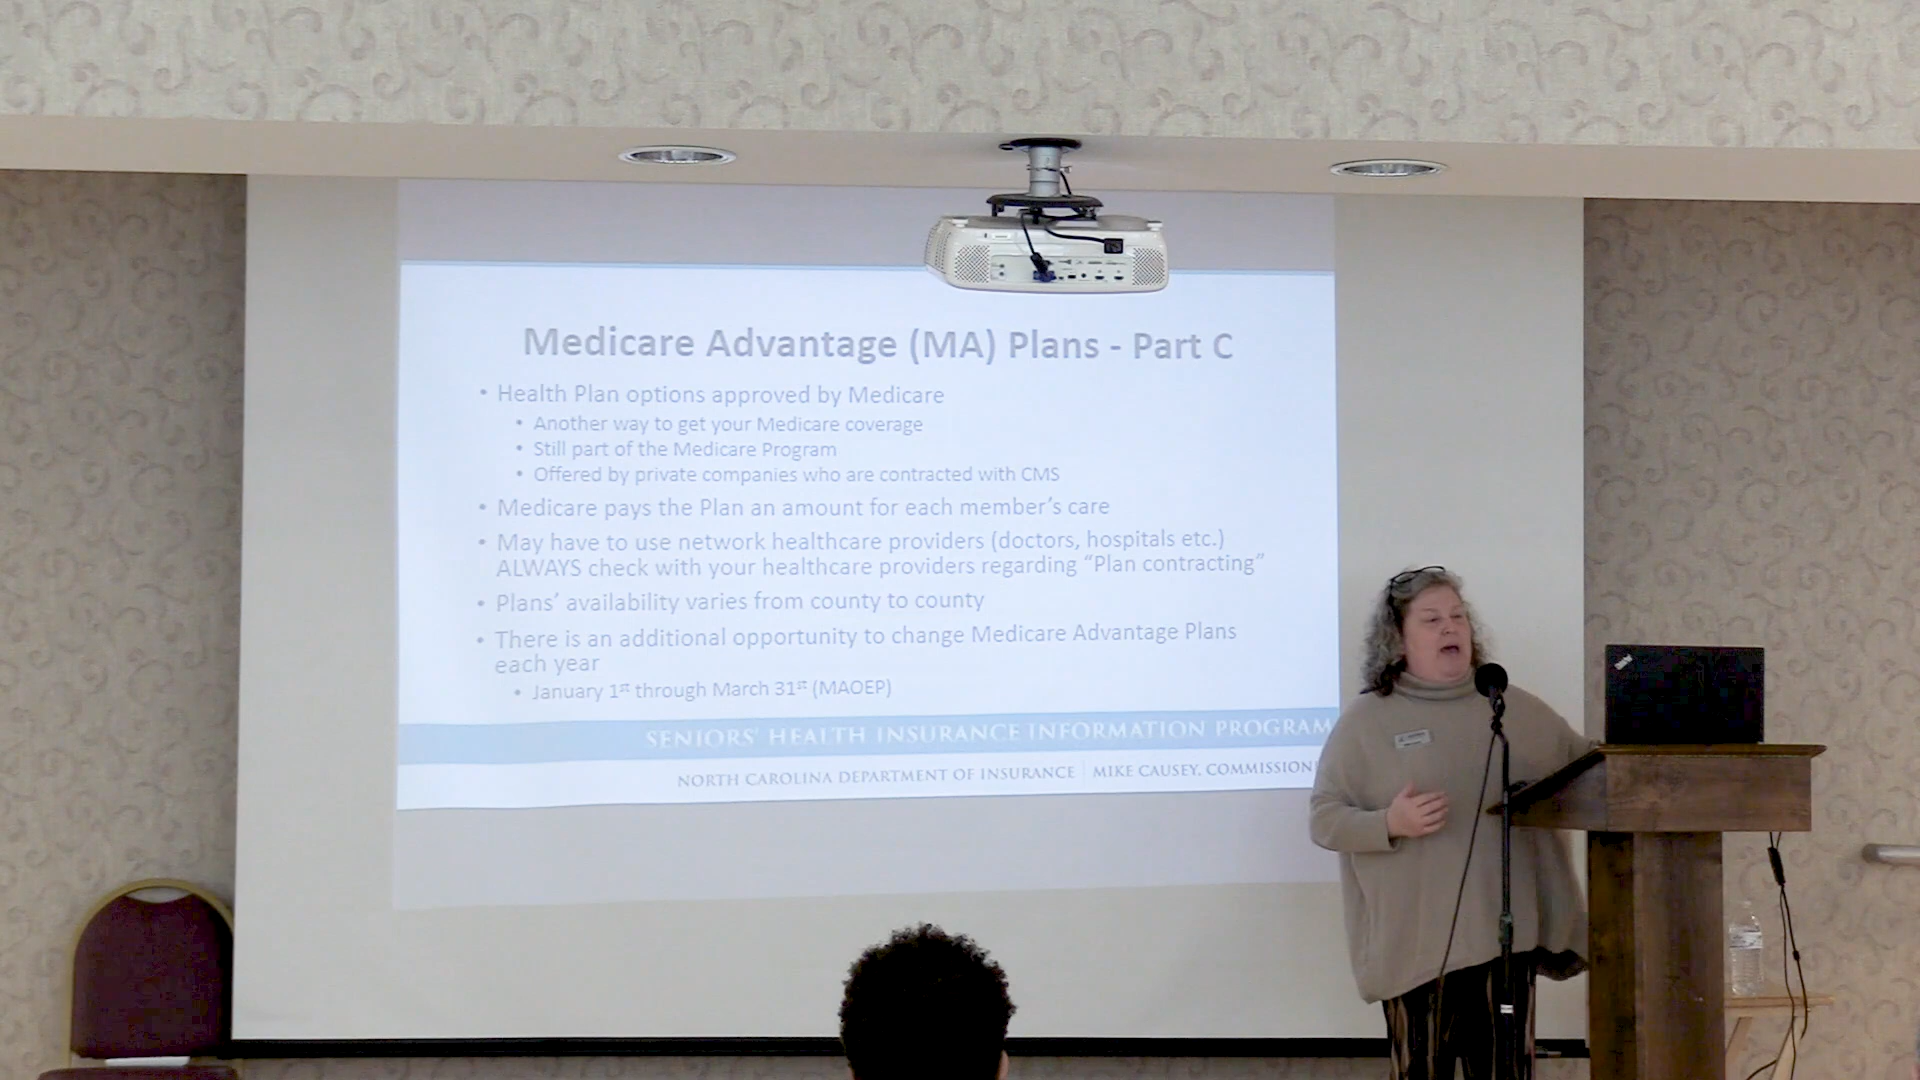 Medicare Advantage (MA) Plans - Part C
• Health Plan options approved by Medicare
• Another way to get your Medicare coverage
• Still part of the Medicare Program
• Offered by private companies who are contracted with CMS
• Medicare pays the Plan an amount for each member's care
• May have to use network healthcare providers (doctors, hospitals etc.)
ALWAYS check with your healthcare providers regarding “Plan contracting”
• Plans' availability varies from county to county
• There is an additional opportunity to change Medicare Advantage Plans
each year
• January 1st through March 31st (MAOEP)
SENIORS' HEALTH INSURANCE INFORMATION PROGRAM
NORTH CAROLINA DEPARTMENT OF INSURANCE | MIKE CAUSEY, COMMISSION
ThinkPad